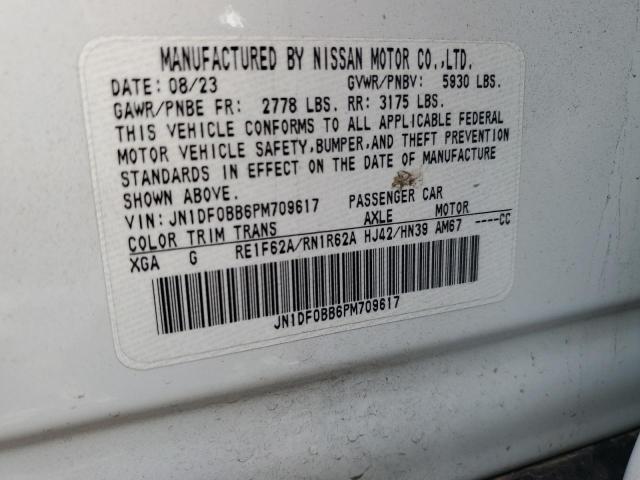 MANUFACTURED BY NISSAN MOTOR CO.,LTD.
DATE: 08/23 GVWR/PNBV: 5930 LBS.
GAWR/PNBE FR: 2778 LBS. RR: 3175 LBS.
THIS VEHICLE CONFORMS TO ALL APPLICABLE FEDERAL
MOTOR VEHICLE SAFETY, BUMPER, AND THEFT PREVENTION
STANDARDS IN EFFECT ON THE DATE OF MANUFACTURE
SHOWN ABOVE.
VIN: JN1DF0BB6PM709617 PASSENGER CAR
COLOR TRIM TRANS AXLE MOTOR
XGA G RE1F62A/RN1R62A HJ42/HN39 AM67 ----CC
JN1DF0BB6PM709617